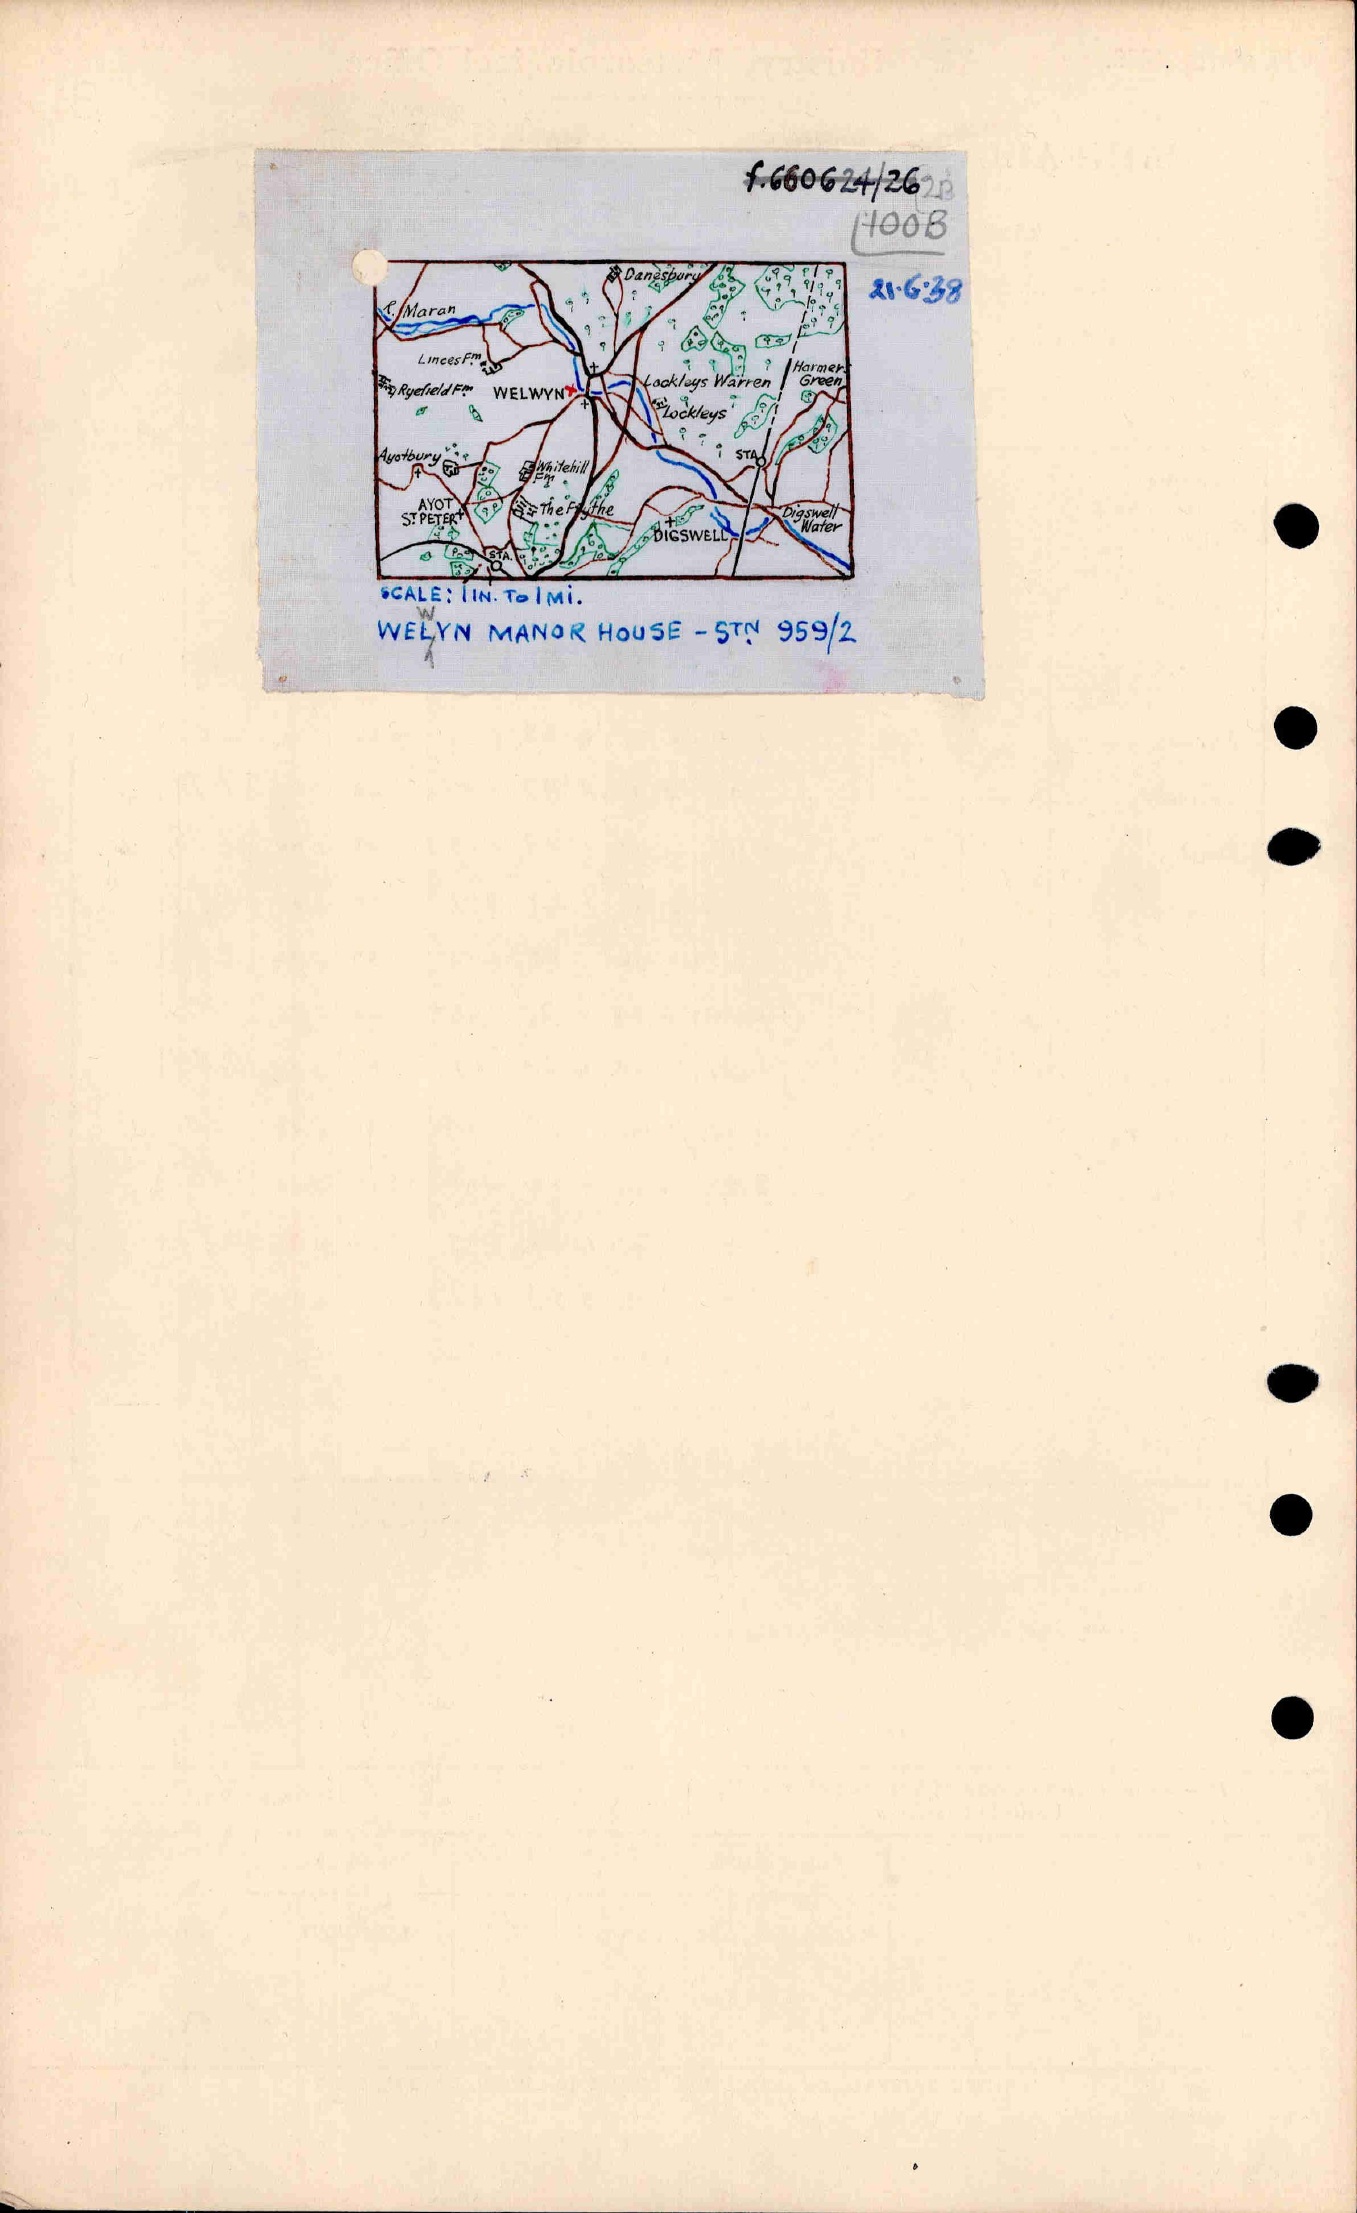 f.660624/26
100B
21·6·38
Danesbury
R. Maran
Linces Fm.
Harmer
Green
Ryefield Fm.
WELWYN
Lockleys Warren
Lockleys
Ayotbury
STA.
Whitehill
Fm.
AYOT
ST. PETER
The Frythe
Digswell
Water
DIGSWELL
STA.
SCALE: 1 IN. TO 1 MI.
W
WELYN MANOR HOUSE – STN. 959/2